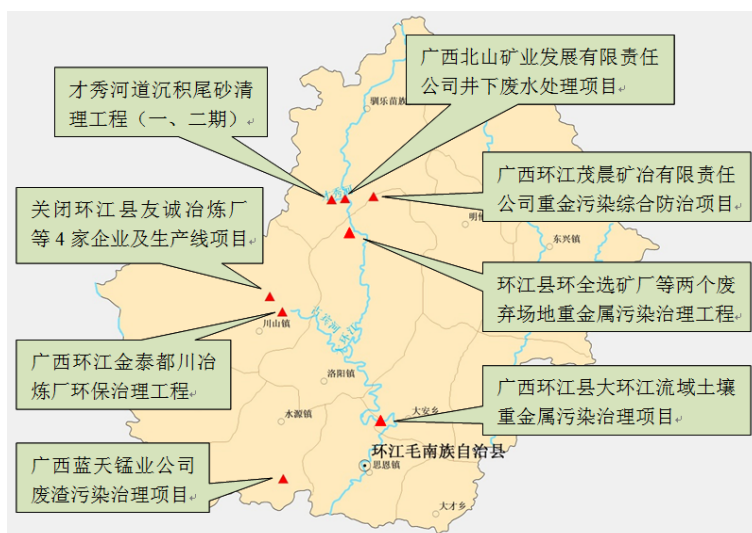 才秀河道沉积尾砂清
理工程（一、二期）
广西北山矿业发展有限责任
公司井下废水处理项目
驯乐苗族
广西环江茂晨矿冶有限责任
公司重金污染综合防治项目
关闭环江县友诚冶炼厂
等4家企业及生产线项目
东兴镇
环江县环全选矿厂等两个废
弃场地重金属污染治理工程
川山镇
广西环江金泰都川冶
炼厂环保治理工程
洛阳镇
广西环江县大环江流域土壤
重金属污染治理项目
水源镇
大安乡
环江毛南族自治县
思恩镇
广西蓝天锰业公司
废渣污染治理项目
大才乡